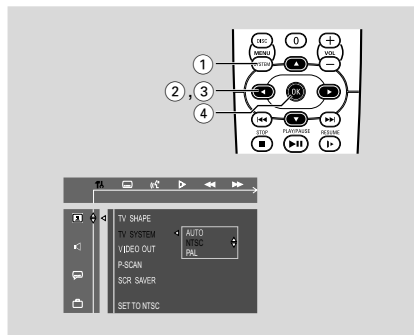 DISC
0
+
MENU
VOL
1
SYSTEM
−
2 , 3
OK
4
STOP
PLAY/PAUSE
RESUME
TV SHAPE
TV SYSTEM
AUTO
NTSC
PAL
VIDEO OUT
P-SCAN
SCR SAVER
SET TO NTSC